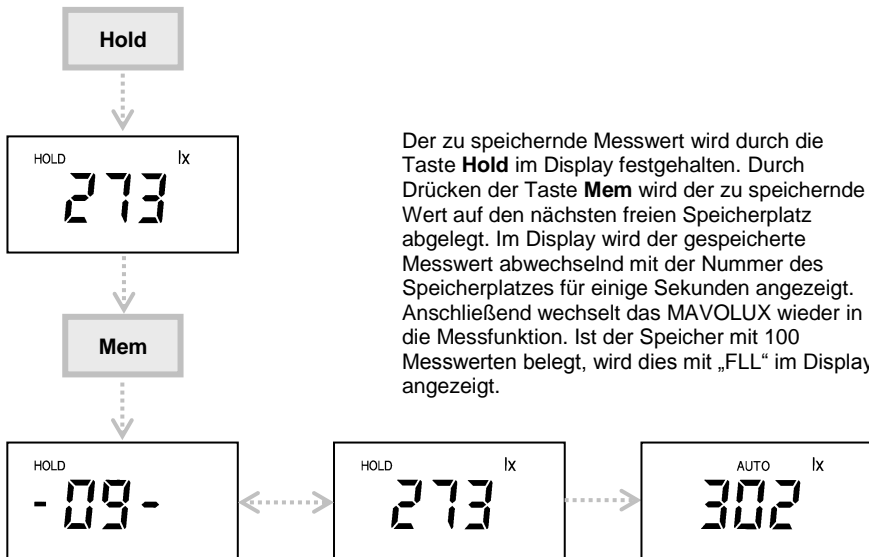 Hold
HOLD lx
273
Der zu speichernde Messwert wird durch die
Taste Hold im Display festgehalten. Durch
Drücken der Taste Mem wird der zu speichernde
Wert auf den nächsten freien Speicherplatz
abgelegt. Im Display wird der gespeicherte
Messwert abwechselnd mit der Nummer des
Speicherplatzes für einige Sekunden angezeigt.
Anschließend wechselt das MAVOLUX wieder in
die Messfunktion. Ist der Speicher mit 100
Messwerten belegt, wird dies mit „FLL“ im Display
angezeigt.
Mem
HOLD
-09-
HOLD lx
273
AUTO lx
302